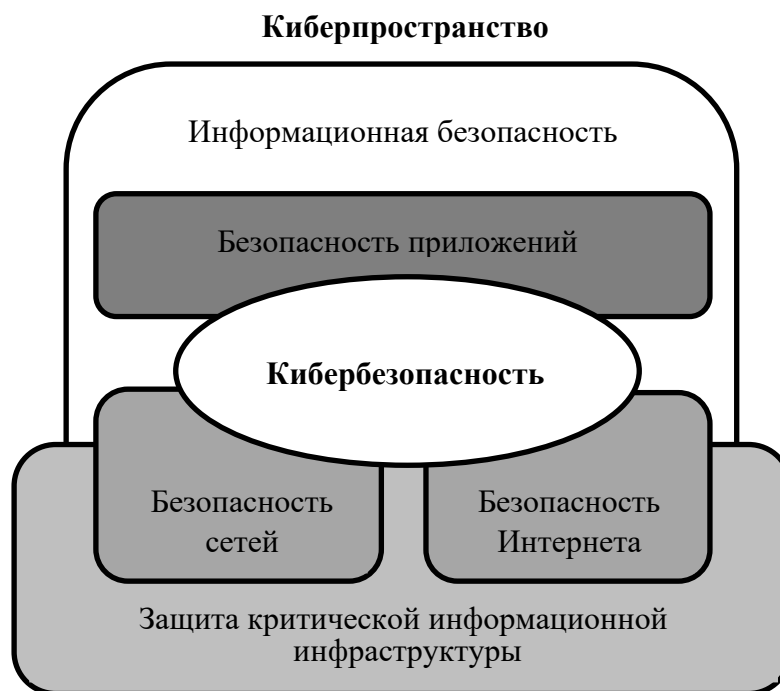 Киберпространство
Информационная безопасность
Безопасность приложений
Кибербезопасность
Безопасность
сетей
Безопасность
Интернета
Защита критической информационной
инфраструктуры